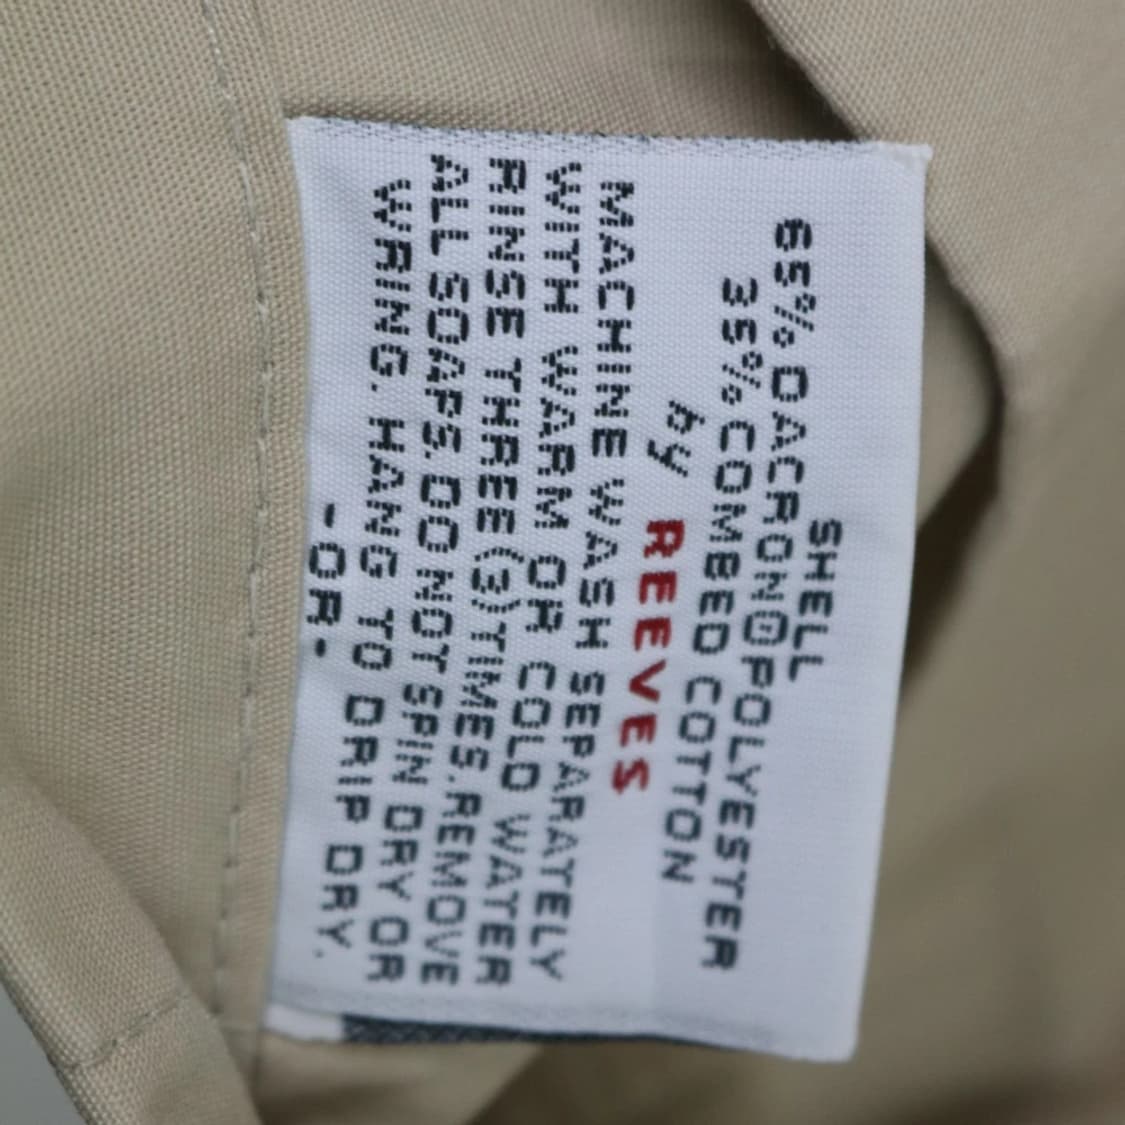 SHELL
65% DACRON® POLYESTER
35% COMBED COTTON
by REEVES
MACHINE WASH SEPARATELY
WITH WARM OR COLD WATER
RINSE THREE (3) TIMES. REMOVE
ALL SOAPS. DO NOT SPIN DRY OR
WRING. HANG TO DRIP DRY.
-OR-